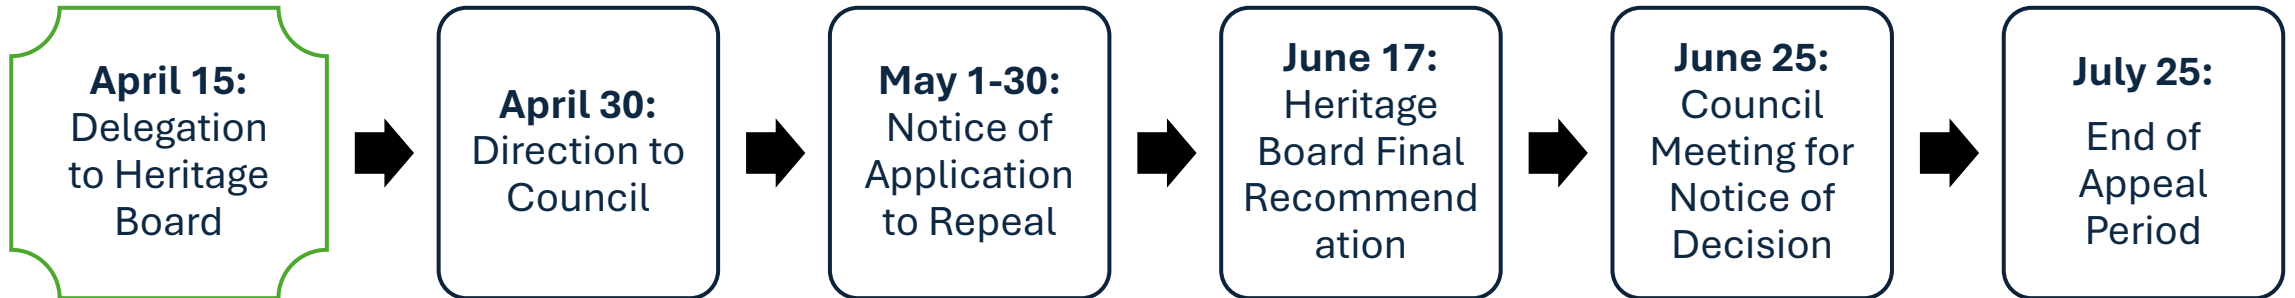 April 15:
Delegation
to Heritage
Board
April 30:
Direction to
Council
May 1-30:
Notice of
Application
to Repeal
June 17:
Heritage
Board Final
Recommend
ation
June 25:
Council
Meeting for
Notice of
Decision
July 25:
End of
Appeal
Period